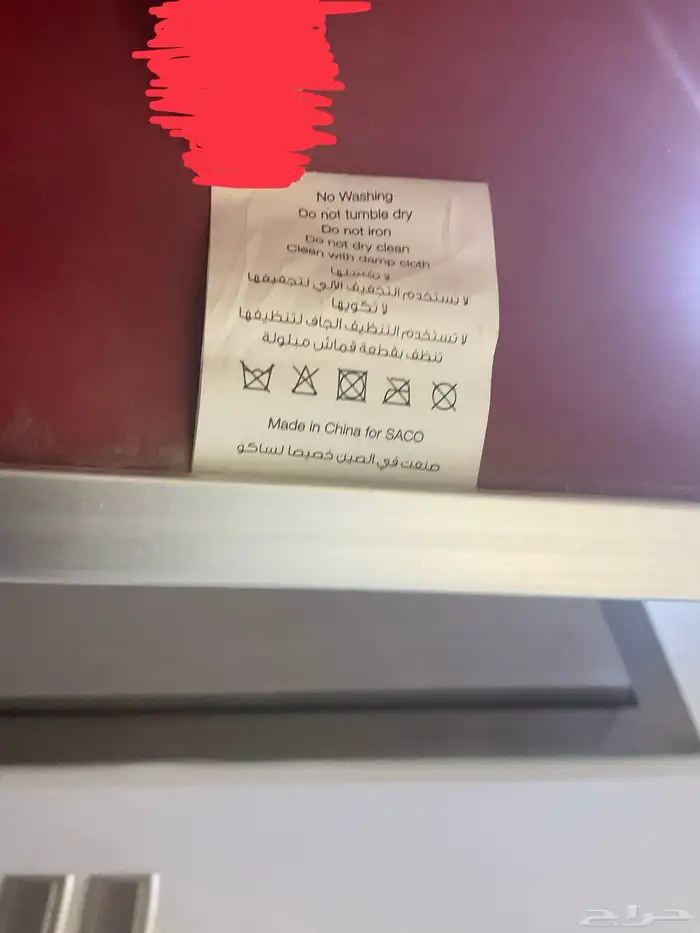 No Washing
Do not tumble dry
Do not iron
Do not dry clean
Clean with damp cloth
لا يغسلها
لا يستخدم التجفيف الآلي لتجفيفها
لا تكويها
لا تستخدم التنظيف الجاف لتنظيفها
تنظف بقطعة قماش مبلولة
Made in China for SACO
صنعت في الصين خصيصا لساكو
حراج